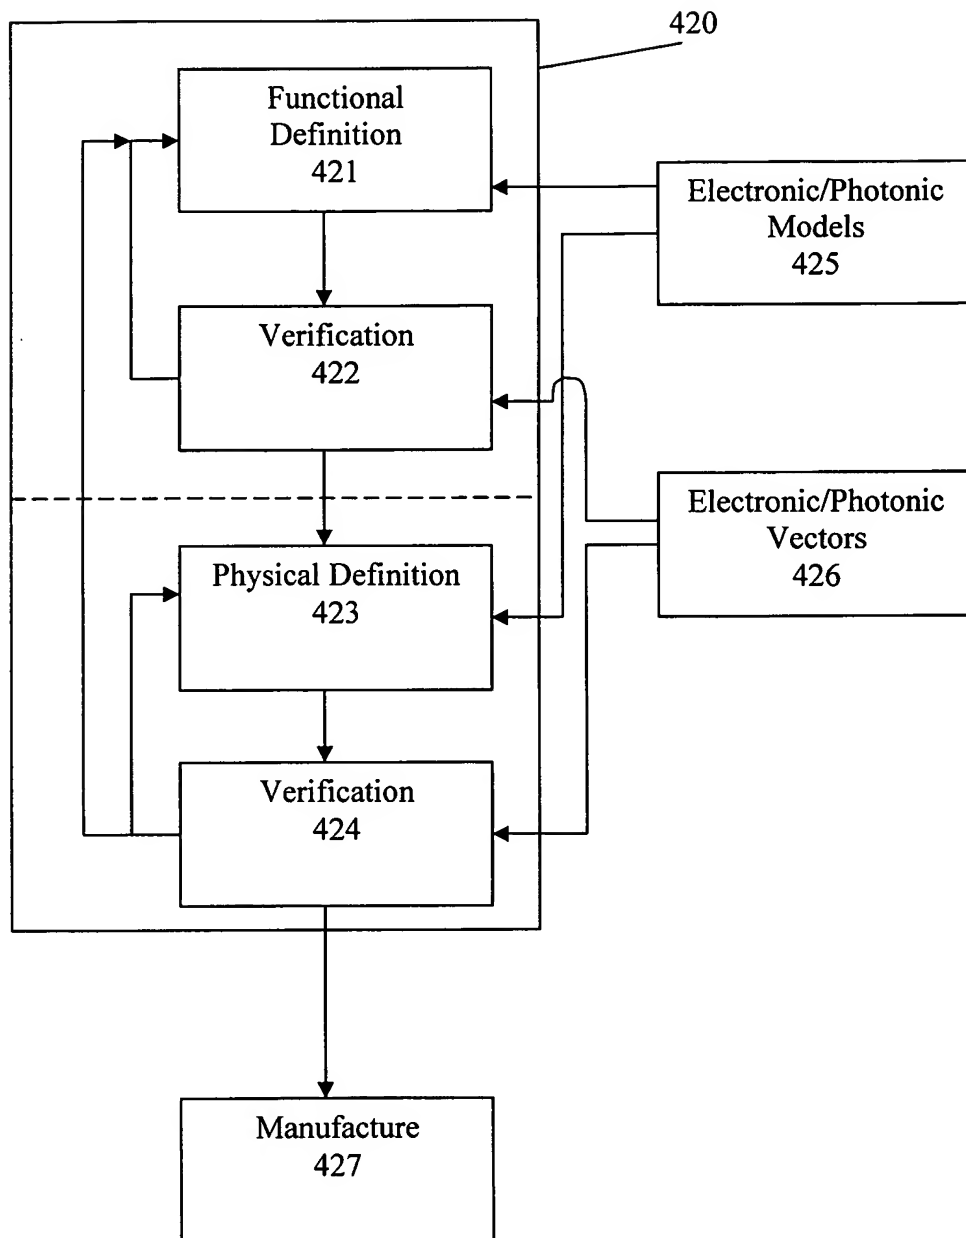 420
Functional
Definition
421
Electronic/Photonic
Models
425
Verification
422
Electronic/Photonic
Vectors
426
Physical Definition
423
Verification
424
Manufacture
427